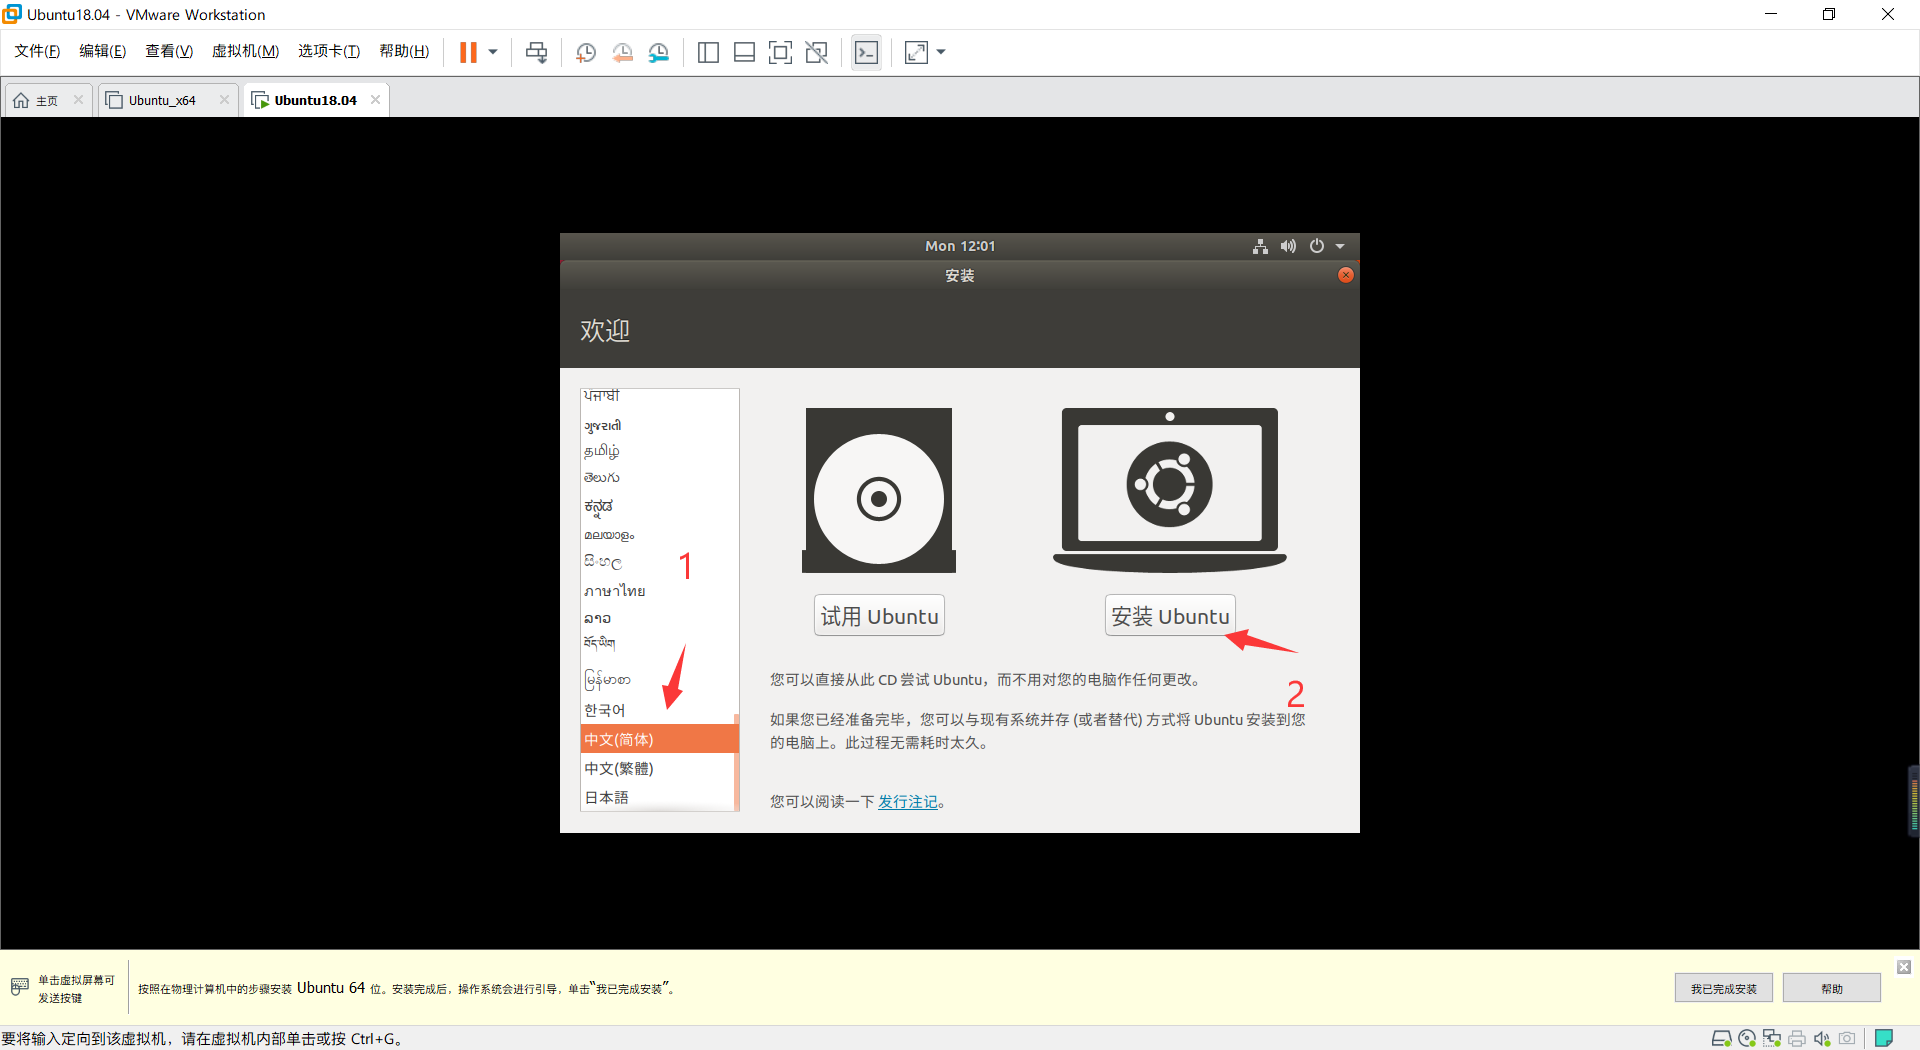 Ubuntu18.04 - VMware Workstation
文件(F) 编辑(E) 查看(V) 虚拟机(M) 选项卡(T) 帮助(H)
主页 Ubuntu_x64 Ubuntu18.04
Mon 12:01
安装
欢迎
ਪੰਜਾਬੀ
ગુજરાતી
தமிழ்
తెలుగు
ಕನ್ನಡ
മലയാളം
සිංහල
ภาษาไทย
ລາວ
བོད་ཡིག
မြန်မာစာ
한국어
中文(简体)
中文(繁體)
日本語
1
试用 Ubuntu
安装 Ubuntu
2
您可以直接从此 CD 尝试 Ubuntu，而不用对您的电脑作任何更改。
如果您已经准备完毕，您可以与现有系统并存 (或者替代) 方式将 Ubuntu 安装到您
的电脑上。此过程无需耗时太久。
您可以阅读一下 发行注记。
单击虚拟屏幕可
发送按键
按照在物理计算机中的步骤安装 Ubuntu 64 位。安装完成后，操作系统会进行引导，单击“我已完成安装”。
我已完成安装
帮助
要将输入定向到该虚拟机，请在虚拟机内部单击或按 Ctrl+G。